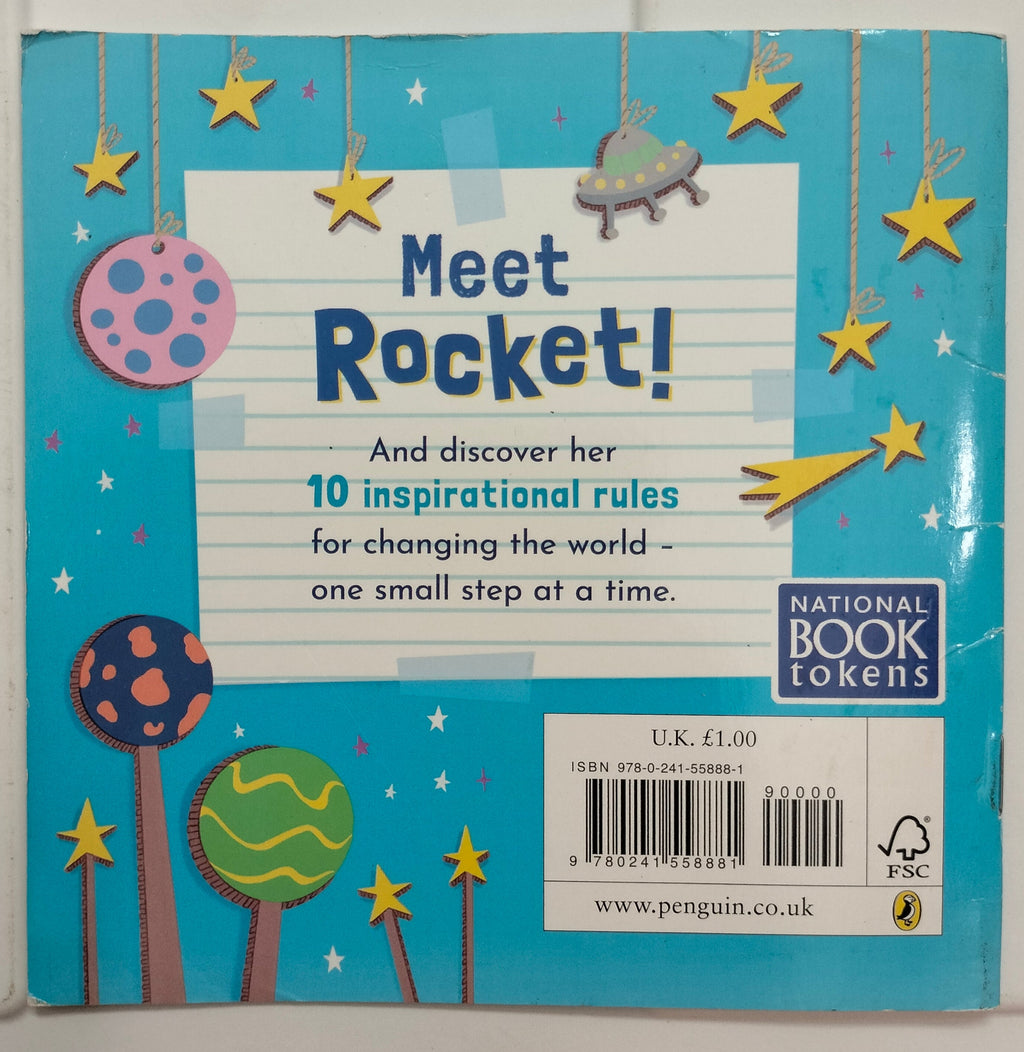 Meet
Rocket!
And discover her
10 inspirational rules
for changing the world –
one small step at a time.
NATIONAL
BOOK
tokens
U.K. £1.00
ISBN 978-0-241-55888-1
90000
9 780241 558881
FSC®
www.penguin.co.uk